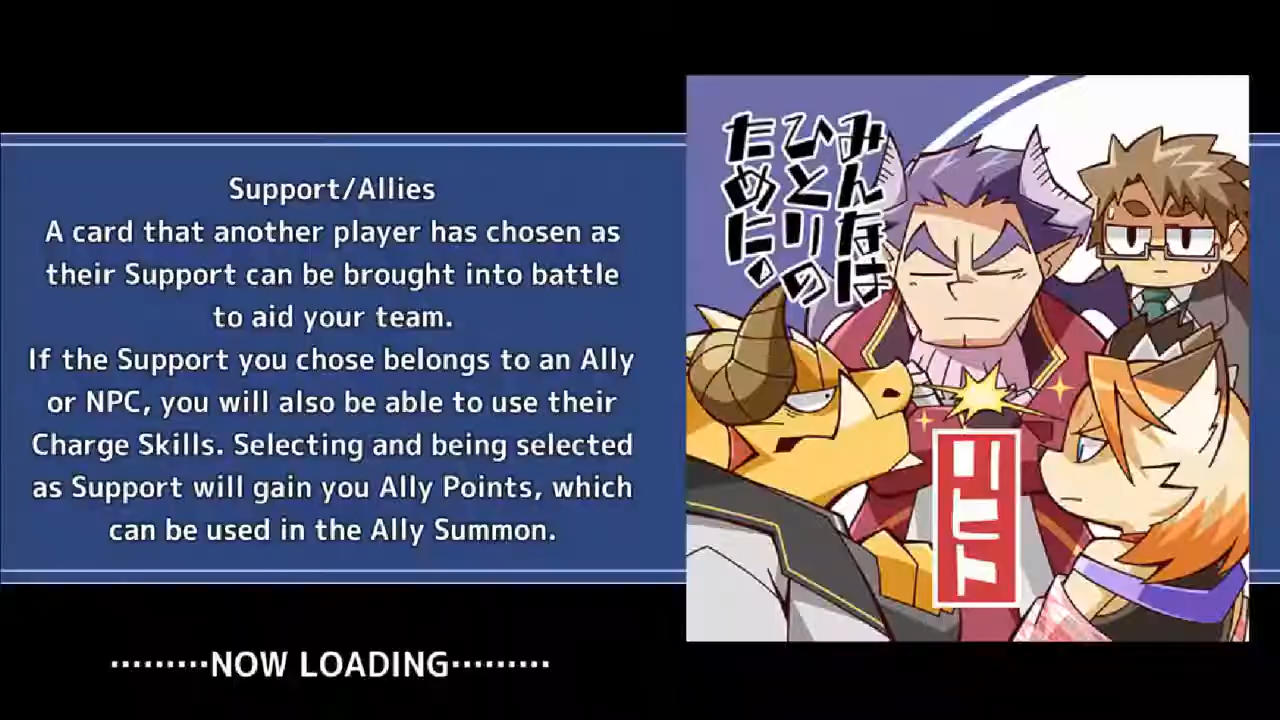 Support/Allies
A card that another player has chosen as
their Support can be brought into battle
to aid your team.
If the Support you chose belongs to an Ally
or NPC, you will also be able to use their
Charge Skills. Selecting and being selected
as Support will gain you Ally Points, which
can be used in the Ally Summon.
·········NOW LOADING·········
みんなは
ひとりの
ために。
リヒト